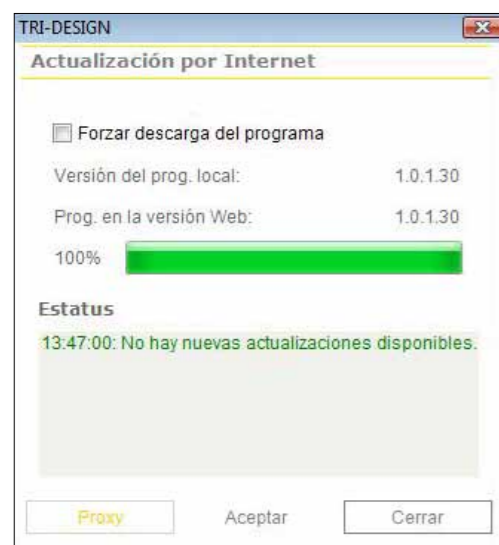 TRI-DESIGN
Actualización por Internet
Forzar descarga del programa
Versión del prog. local: 1.0.1.30
Prog. en la versión Web: 1.0.1.30
100%
Estatus
13:47:00: No hay nuevas actualizaciones disponibles.
Proxy Aceptar Cerrar